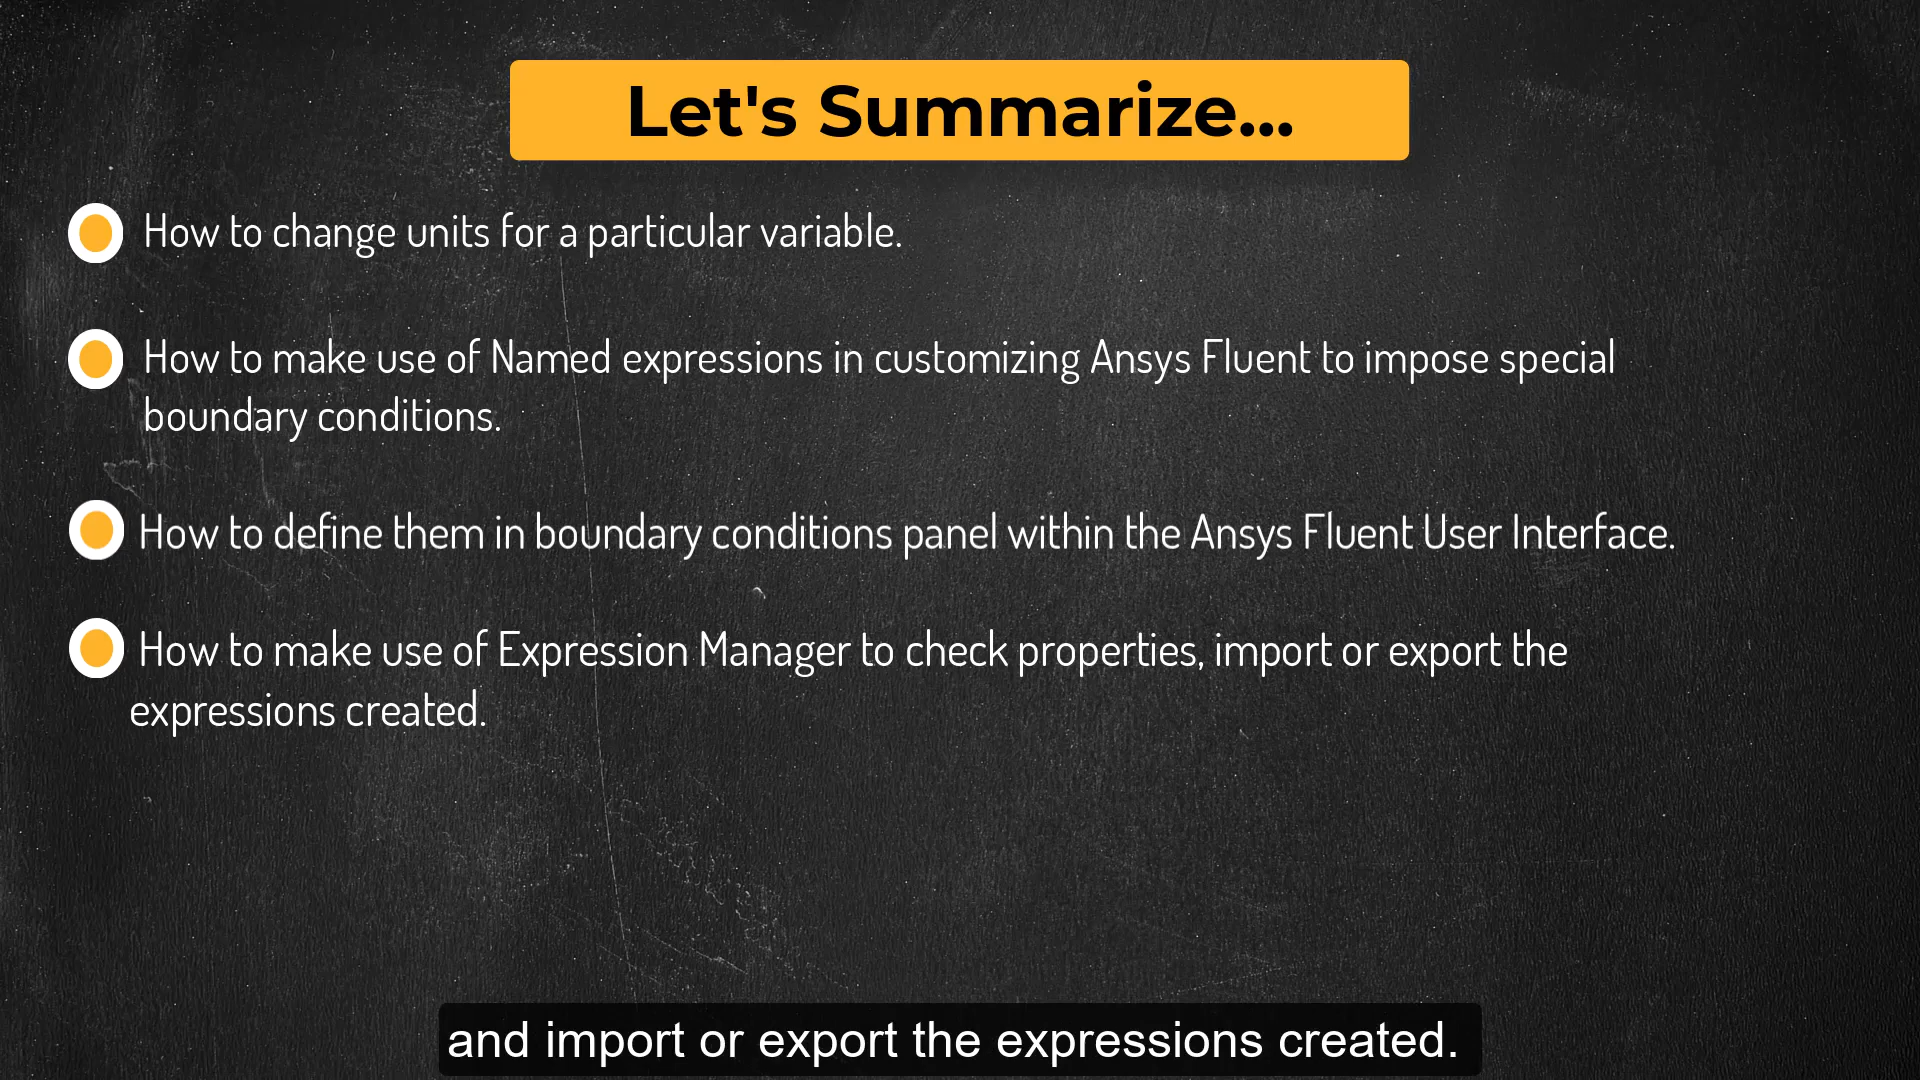 Let's Summarize...
How to change units for a particular variable.
How to make use of Named expressions in customizing Ansys Fluent to impose special
boundary conditions.
How to define them in boundary conditions panel within the Ansys Fluent User Interface.
How to make use of Expression Manager to check properties, import or export the
expressions created.
and import or export the expressions created.